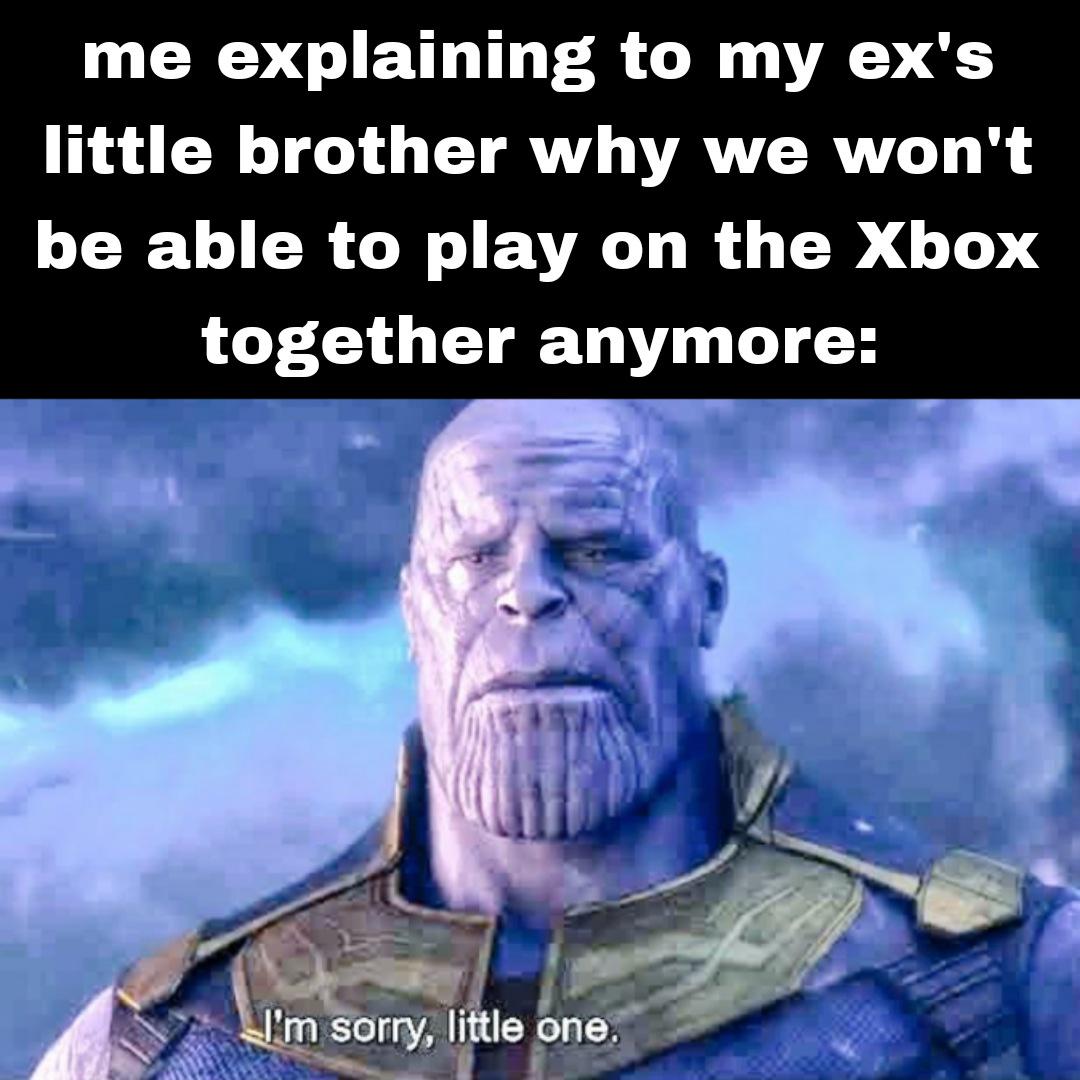 me explaining to my ex's
little brother why we won't
be able to play on the Xbox
together anymore:
I'm sorry, little one.